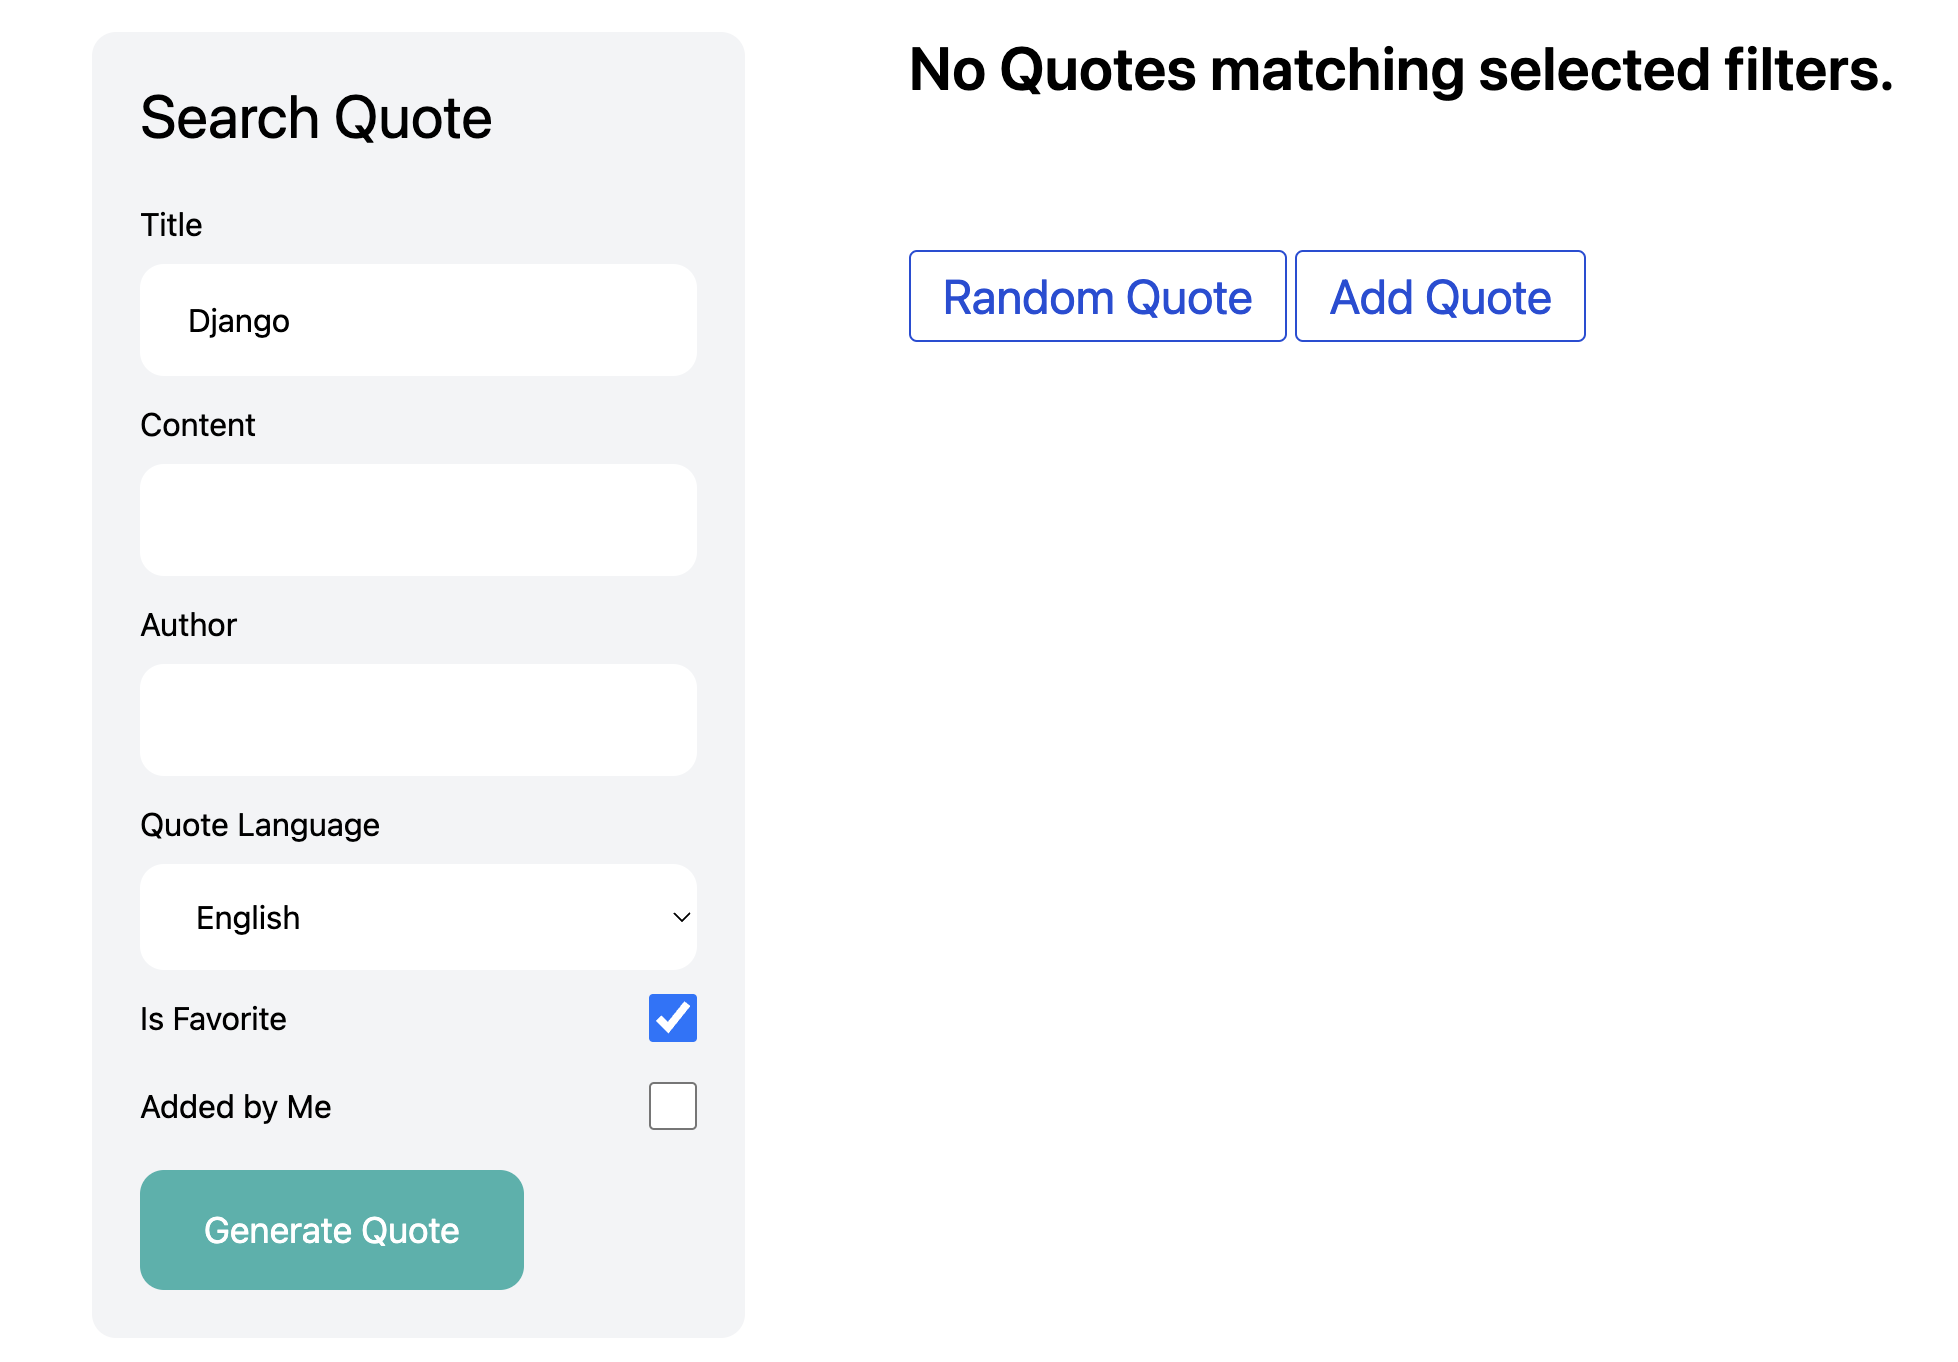 Search Quote
Title
Django
Content
Author
Quote Language
English
Is Favorite
Added by Me
Generate Quote
No Quotes matching selected filters.
Random Quote
Add Quote